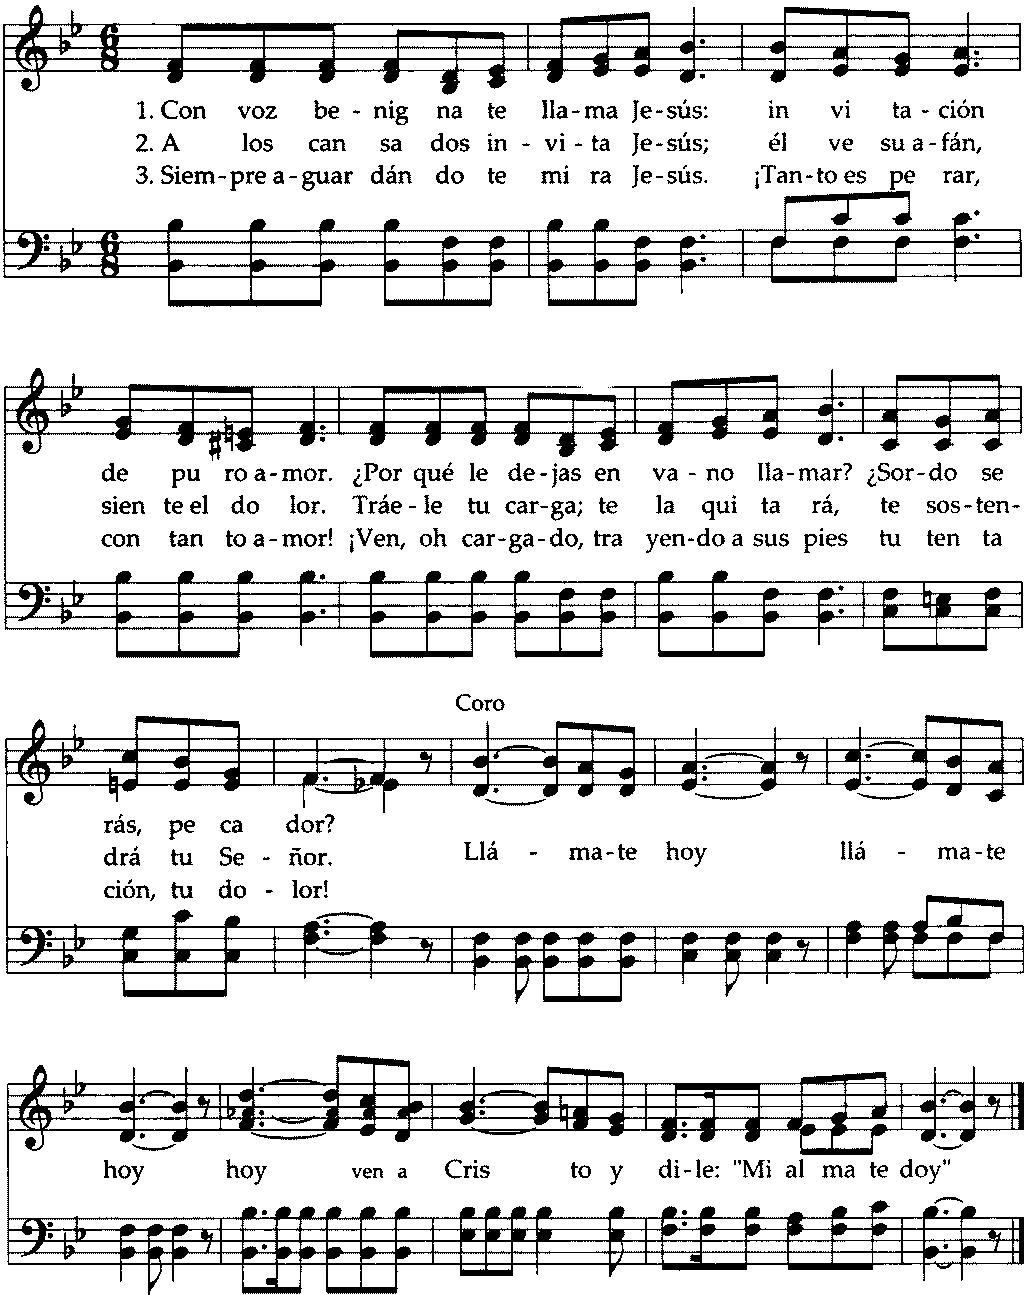 1. Con voz be - nig na te lla-ma Je-sús: in vi ta - ción
2. A los can sa dos in - vi - ta Je-sús; él ve su a-fán,
3. Siem-pre a-guar dán do te mi ra Je-sús. ¡Tan-to es pe rar,
de pu ro a-mor. ¿Por qué le de-jas en va - no lla-mar? ¿Sor-do se
sien te el do lor. Tráe-le tu car-ga; te la qui ta rá, te sos-ten-
con tan to a-mor! ¡Ven, oh car-ga-do, tra yen-do a sus pies tu ten ta
Coro
rás, pe ca dor?
drá tu Se - ñor. Llá - ma-te hoy llá - ma-te
ción, tu do - lor!
hoy hoy ven a Cris to y di-le: "Mi al ma te doy"